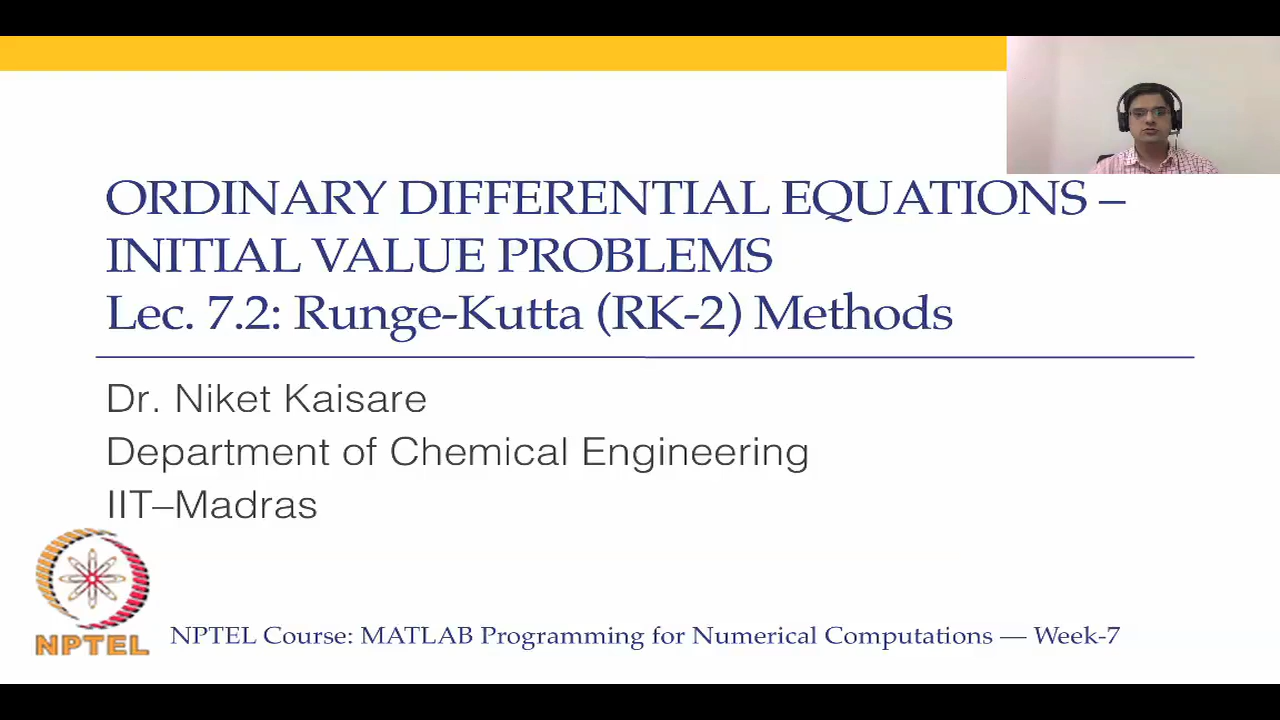 ORDINARY DIFFERENTIAL EQUATIONS –
INITIAL VALUE PROBLEMS
Lec. 7.2: Runge-Kutta (RK-2) Methods
Dr. Niket Kaisare
Department of Chemical Engineering
IIT–Madras
NPTEL
NPTEL Course: MATLAB Programming for Numerical Computations — Week-7